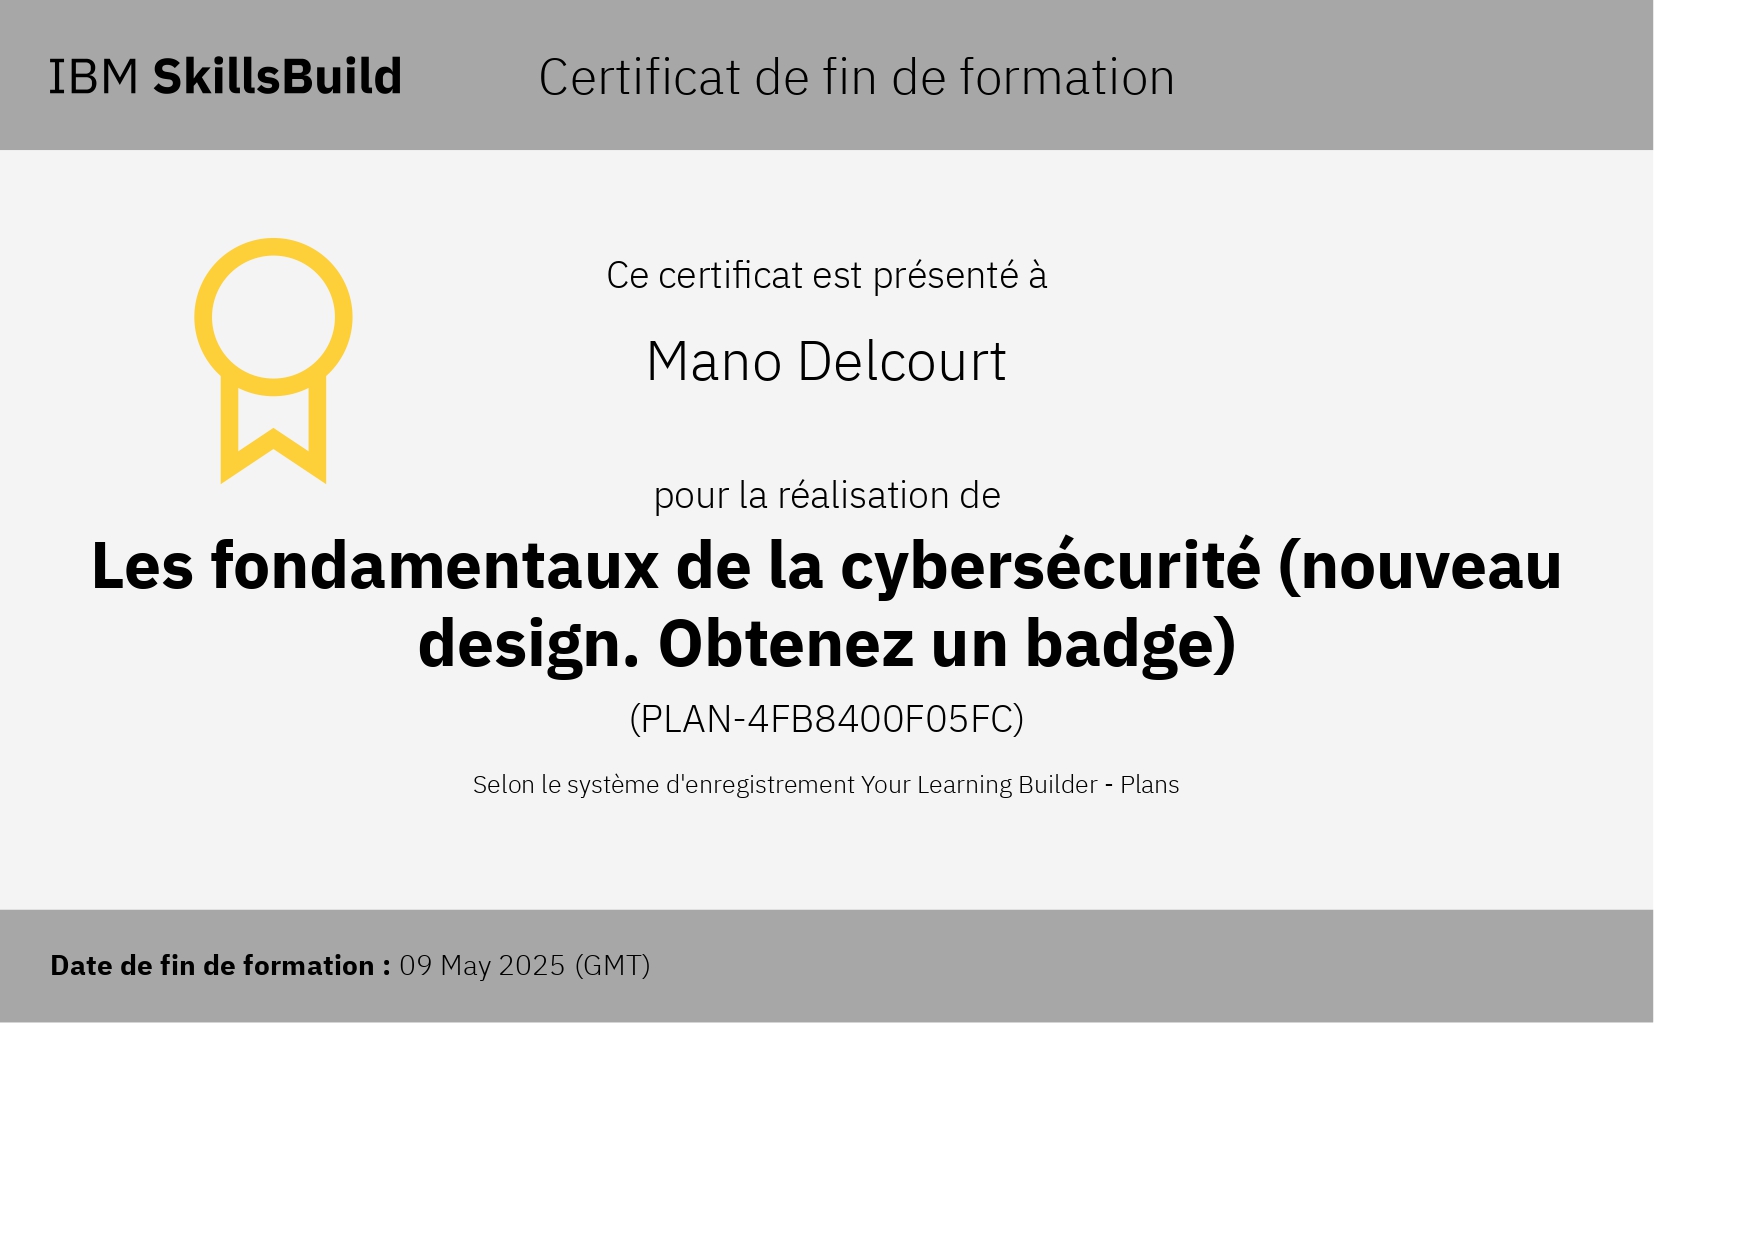 IBM SkillsBuild
Certificat de fin de formation
Ce certificat est présenté à
Mano Delcourt
pour la réalisation de
Les fondamentaux de la cybersécurité (nouveau
design. Obtenez un badge)
(PLAN-4FB8400F05FC)
Selon le système d'enregistrement Your Learning Builder - Plans
Date de fin de formation : 09 May 2025 (GMT)